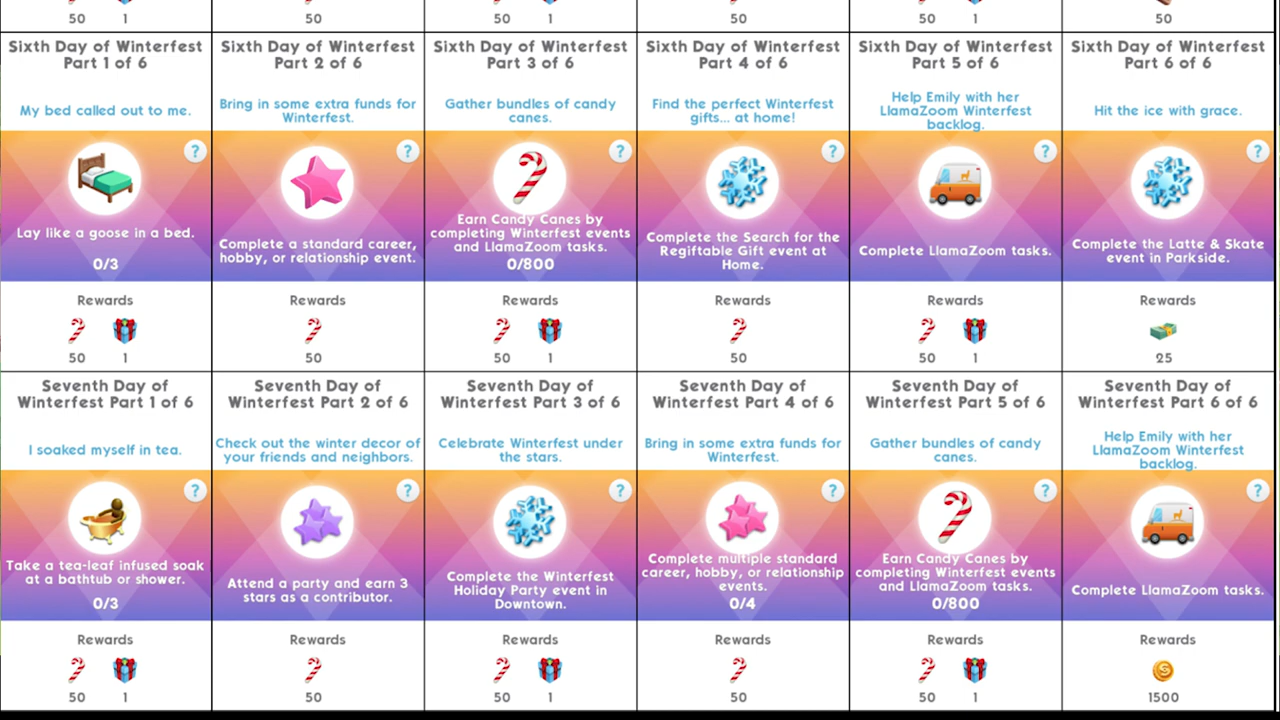 50 1
50
50 1
50
50 1
50
Sixth Day of Winterfest
Part 1 of 6
My bed called out to me.
?
Lay like a goose in a bed.
0/3
Rewards
50 1
Sixth Day of Winterfest
Part 2 of 6
Bring in some extra funds for
Winterfest.
?
Complete a standard career,
hobby, or relationship event.
Rewards
50
Sixth Day of Winterfest
Part 3 of 6
Gather bundles of candy
canes.
?
Earn Candy Canes by
completing Winterfest events
and LlamaZoom tasks.
0/800
Rewards
50 1
Sixth Day of Winterfest
Part 4 of 6
Find the perfect Winterfest
gifts... at home!
?
Complete the Search for the
Regiftable Gift event at
Home.
Rewards
50
Sixth Day of Winterfest
Part 5 of 6
Help Emily with her
LlamaZoom Winterfest
backlog.
?
Complete LlamaZoom tasks.
Rewards
50 1
Sixth Day of Winterfest
Part 6 of 6
Hit the ice with grace.
?
Complete the Latte & Skate
event in Parkside.
Rewards
25
Seventh Day of
Winterfest Part 1 of 6
I soaked myself in tea.
?
Take a tea-leaf infused soak
at a bathtub or shower.
0/3
Rewards
50 1
Seventh Day of
Winterfest Part 2 of 6
Check out the winter decor of
your friends and neighbors.
?
Attend a party and earn 3
stars as a contributor.
Rewards
50
Seventh Day of
Winterfest Part 3 of 6
Celebrate Winterfest under
the stars.
?
Complete the Winterfest
Holiday Party event in
Downtown.
Rewards
50 1
Seventh Day of
Winterfest Part 4 of 6
Bring in some extra funds for
Winterfest.
?
Complete multiple standard
career, hobby, or relationship
events.
0/4
Rewards
50
Seventh Day of
Winterfest Part 5 of 6
Gather bundles of candy
canes.
?
Earn Candy Canes by
completing Winterfest events
and LlamaZoom tasks.
0/800
Rewards
50 1
Seventh Day of
Winterfest Part 6 of 6
Help Emily with her
LlamaZoom Winterfest
backlog.
?
Complete LlamaZoom tasks.
Rewards
1500